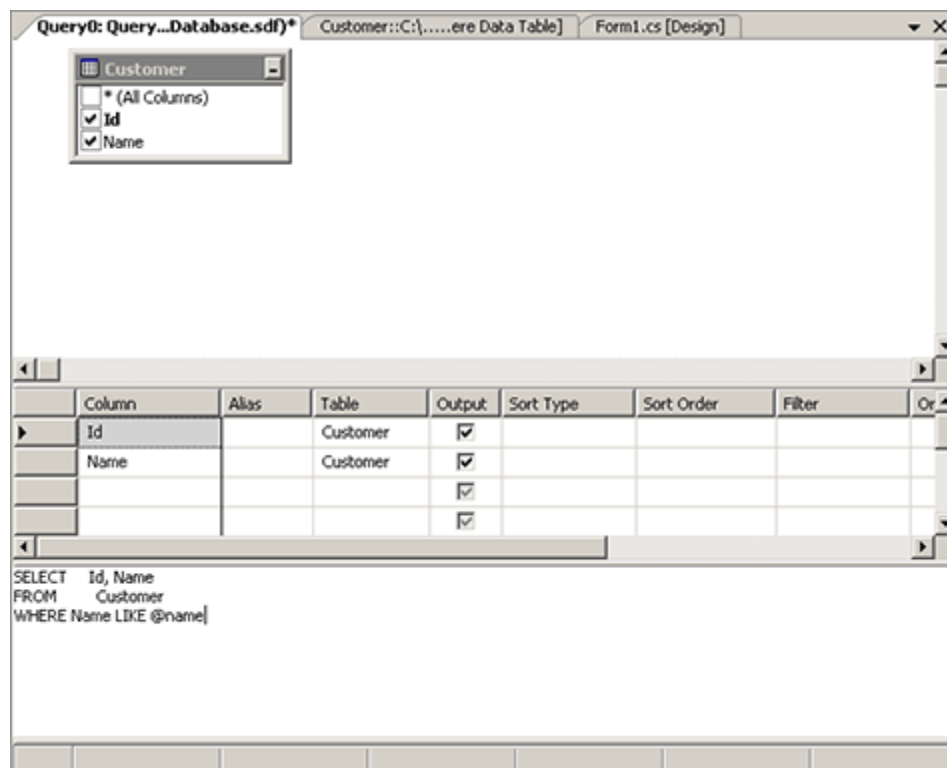 Query0: Query...Database.sdf)* Customer::C:\.....ere Data Table] Form1.cs [Design]
Customer
* (All Columns)
Id
Name
Column Alias Table Output Sort Type Sort Order Filter Or
Id Customer
Name Customer
SELECT Id, Name
FROM Customer
WHERE Name LIKE @name